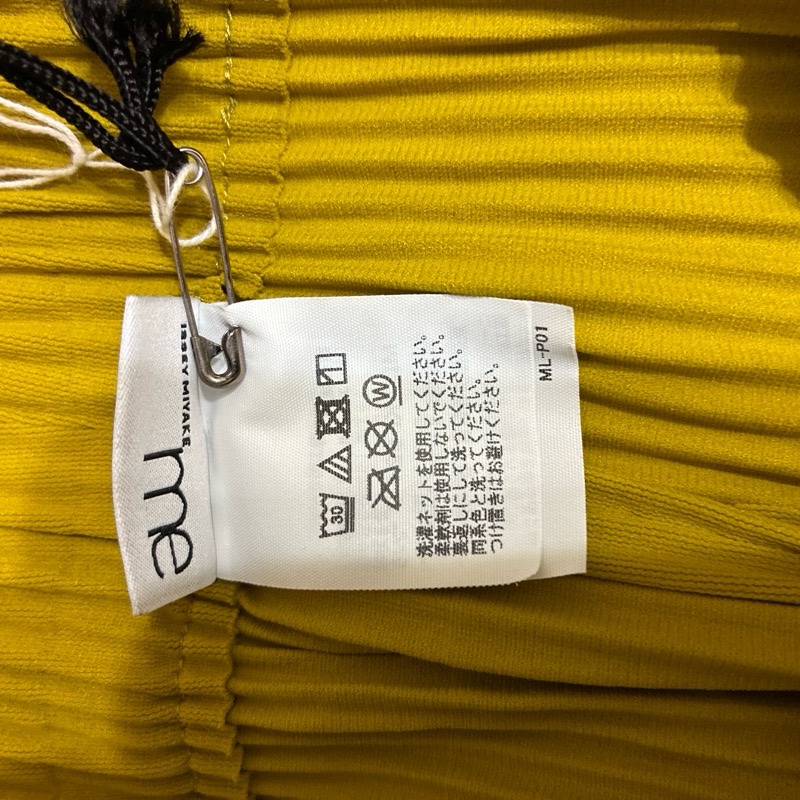 me
ISSEY MIYAKE
30
W
洗濯ネットを使用してください。
柔軟剤は使用しないでください。
裏返しにして洗ってください。
同系色と洗ってください。
つけ置きはお避けください。
ML-P01